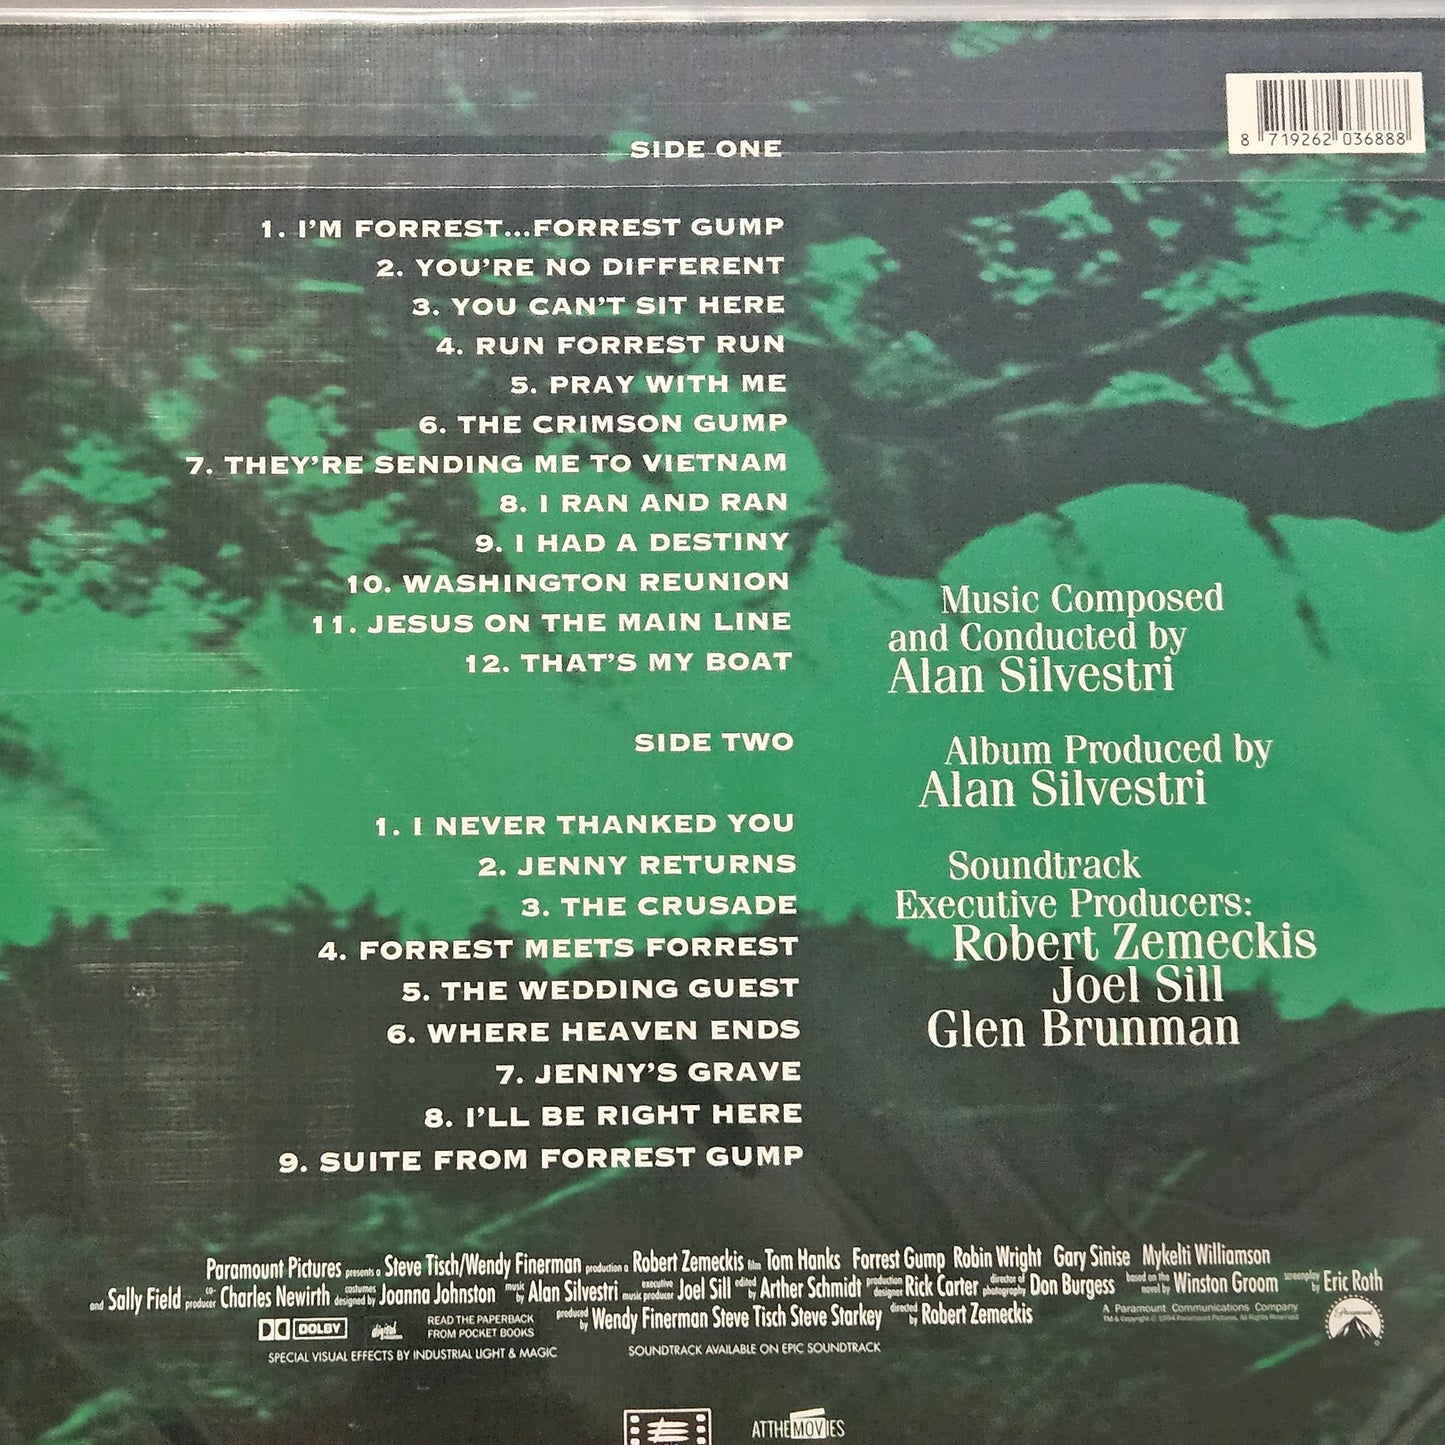 8 719262 036888
SIDE ONE
1. I'M FORREST...FORREST GUMP
2. YOU'RE NO DIFFERENT
3. YOU CAN'T SIT HERE
4. RUN FORREST RUN
5. PRAY WITH ME
6. THE CRIMSON GUMP
7. THEY'RE SENDING ME TO VIETNAM
8. I RAN AND RAN
9. I HAD A DESTINY
10. WASHINGTON REUNION
11. JESUS ON THE MAIN LINE
12. THAT'S MY BOAT
SIDE TWO
1. I NEVER THANKED YOU
2. JENNY RETURNS
3. THE CRUSADE
4. FORREST MEETS FORREST
5. THE WEDDING GUEST
6. WHERE HEAVEN ENDS
7. JENNY'S GRAVE
8. I'LL BE RIGHT HERE
9. SUITE FROM FORREST GUMP
Music Composed
and Conducted by
Alan Silvestri
Album Produced by
Alan Silvestri
Soundtrack
Executive Producers:
Robert Zemeckis
Joel Sill
Glen Brunman
Paramount Pictures presents a Steve Tisch/Wendy Finerman production a Robert Zemeckis film Tom Hanks Forrest Gump Robin Wright Gary Sinise Mykelti Williamson
and Sally Field co-producer Charles Newirth costumes designed by Joanna Johnston music by Alan Silvestri executive music producer Joel Sill edited by Arther Schmidt production designer Rick Carter director of photography Don Burgess based on the novel by Winston Groom screenplay by Eric Roth
produced by Wendy Finerman Steve Tisch Steve Starkey directed by Robert Zemeckis
A Paramount Communications Company
TM & Copyright © 1994 Paramount Pictures. All Rights Reserved
Paramount
DOLBY
digital
READ THE PAPERBACK
FROM POCKET BOOKS
SPECIAL VISUAL EFFECTS BY INDUSTRIAL LIGHT & MAGIC
SOUNDTRACK AVAILABLE ON EPIC SOUNDTRACK
ATTHEMOVIES